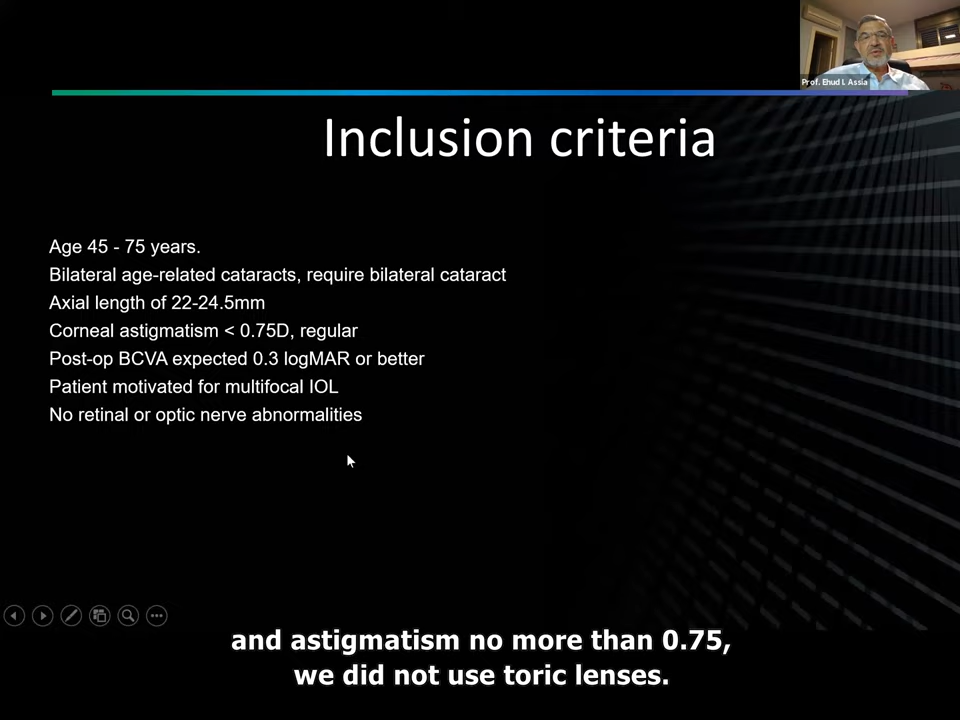 Prof. Ehud I. Assia
Inclusion criteria
Age 45 - 75 years.
Bilateral age-related cataracts, require bilateral cataract
Axial length of 22-24.5mm
Corneal astigmatism < 0.75D, regular
Post-op BCVA expected 0.3 logMAR or better
Patient motivated for multifocal IOL
No retinal or optic nerve abnormalities
and astigmatism no more than 0.75,
we did not use toric lenses.